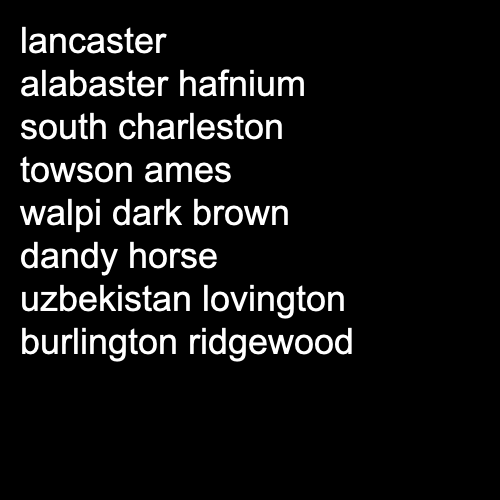 lancaster
alabaster hafnium
south charleston
towson ames
walpi dark brown
dandy horse
uzbekistan lovington
burlington ridgewood